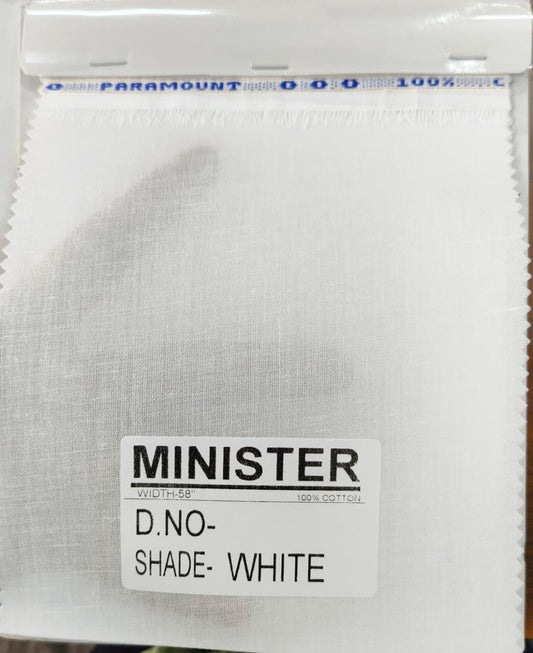 PARAMOUNT 100%
MINISTER
WIDTH-58"
100% COTTON
D.NO-
SHADE- WHITE